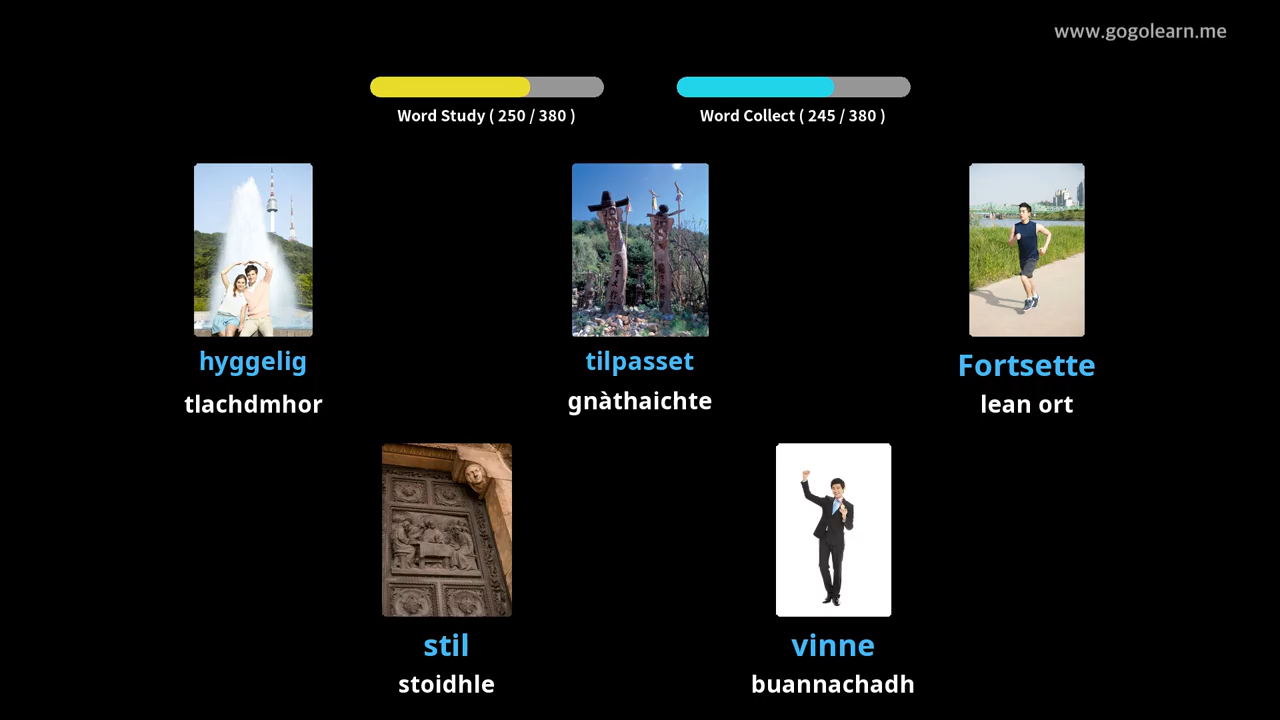 www.gogolearn.me
Word Study ( 250 / 380 )
Word Collect ( 245 / 380 )
hyggelig
tlachdmhor
tilpasset
gnàthaichte
Fortsette
lean ort
stil
stoidhle
vinne
buannachadh